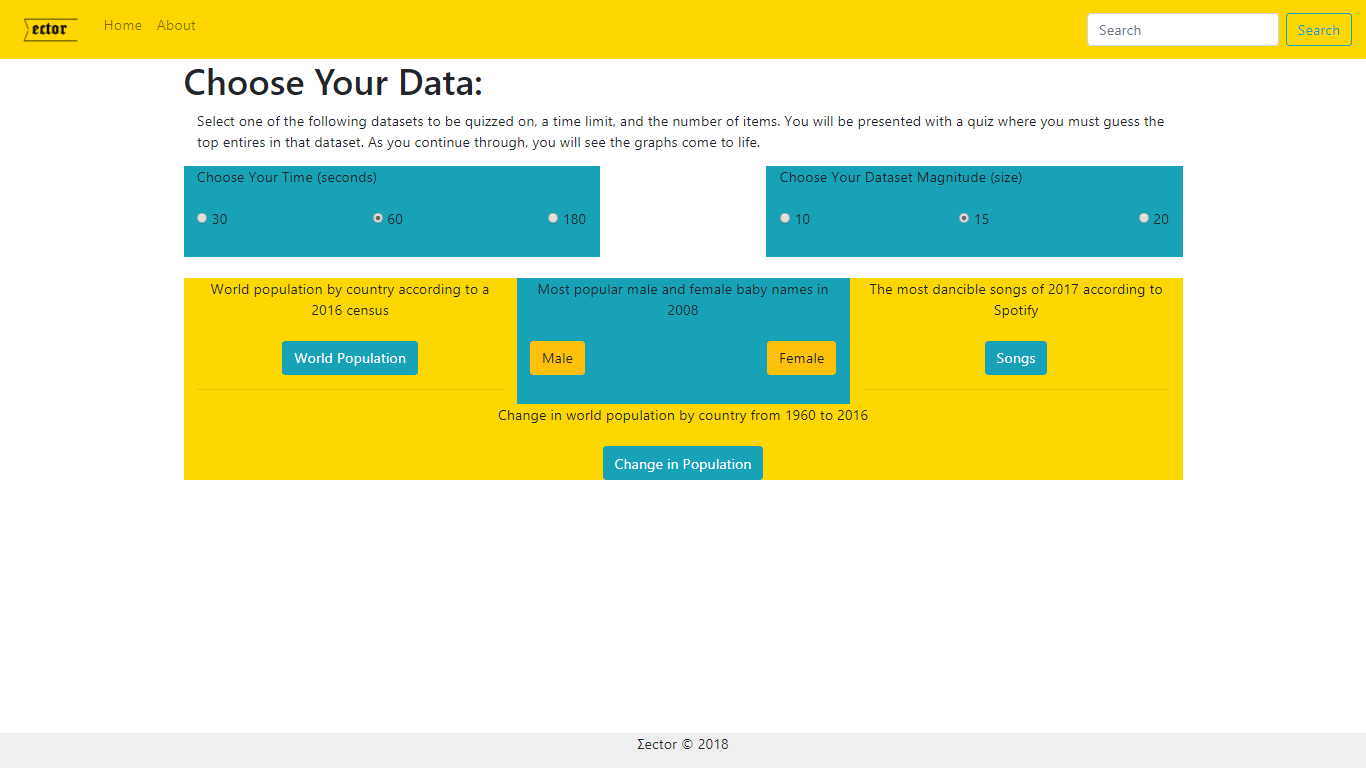 Σector Home About Search Search
Choose Your Data:
Select one of the following datasets to be quizzed on, a time limit, and the number of items. You will be presented with a quiz where you must guess the
top entires in that dataset. As you continue through, you will see the graphs come to life.
Choose Your Time (seconds)
30 60 180
Choose Your Dataset Magnitude (size)
10 15 20
World population by country according to a
2016 census
World Population
Most popular male and female baby names in
2008
Male Female
The most dancible songs of 2017 according to
Spotify
Songs
Change in world population by country from 1960 to 2016
Change in Population
Σector © 2018